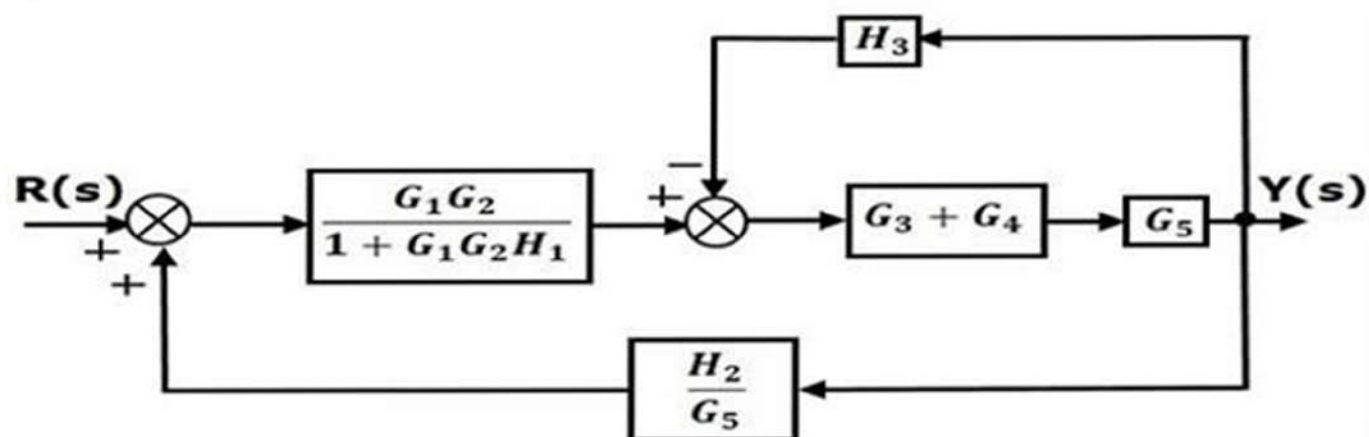 H₃
R(s)
Y(s)
−
+
G₁G₂
1 + G₁G₂H₁
G₃ + G₄
G₅
+
+
H₂
G₅